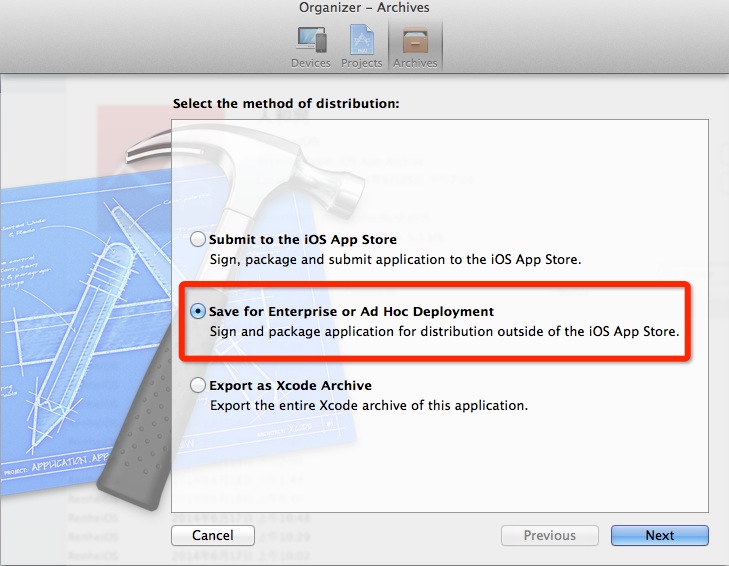 Organizer – Archives
Devices Projects Archives
Select the method of distribution:
Submit to the iOS App Store
Sign, package and submit application to the iOS App Store.
Save for Enterprise or Ad Hoc Deployment
Sign and package application for distribution outside of the iOS App Store.
Export as Xcode Archive
Export the entire Xcode archive of this application.
PROJECT: APPLICATION.APP
Cancel Previous Next